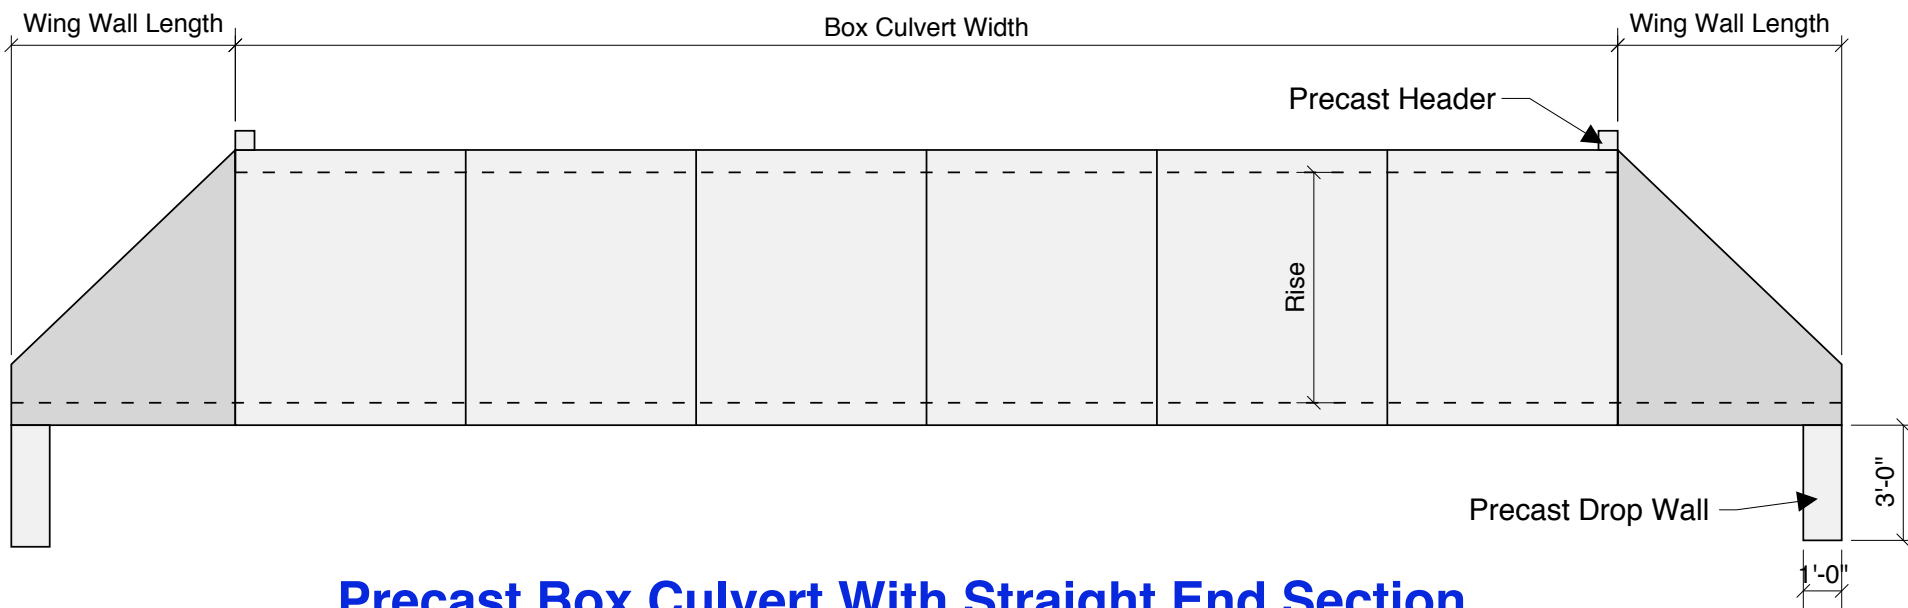 Wing Wall Length
Box Culvert Width
Wing Wall Length
Precast Header
Rise
3'-0"
Precast Drop Wall
1'-0"
Precast Box Culvert With Straight End Section